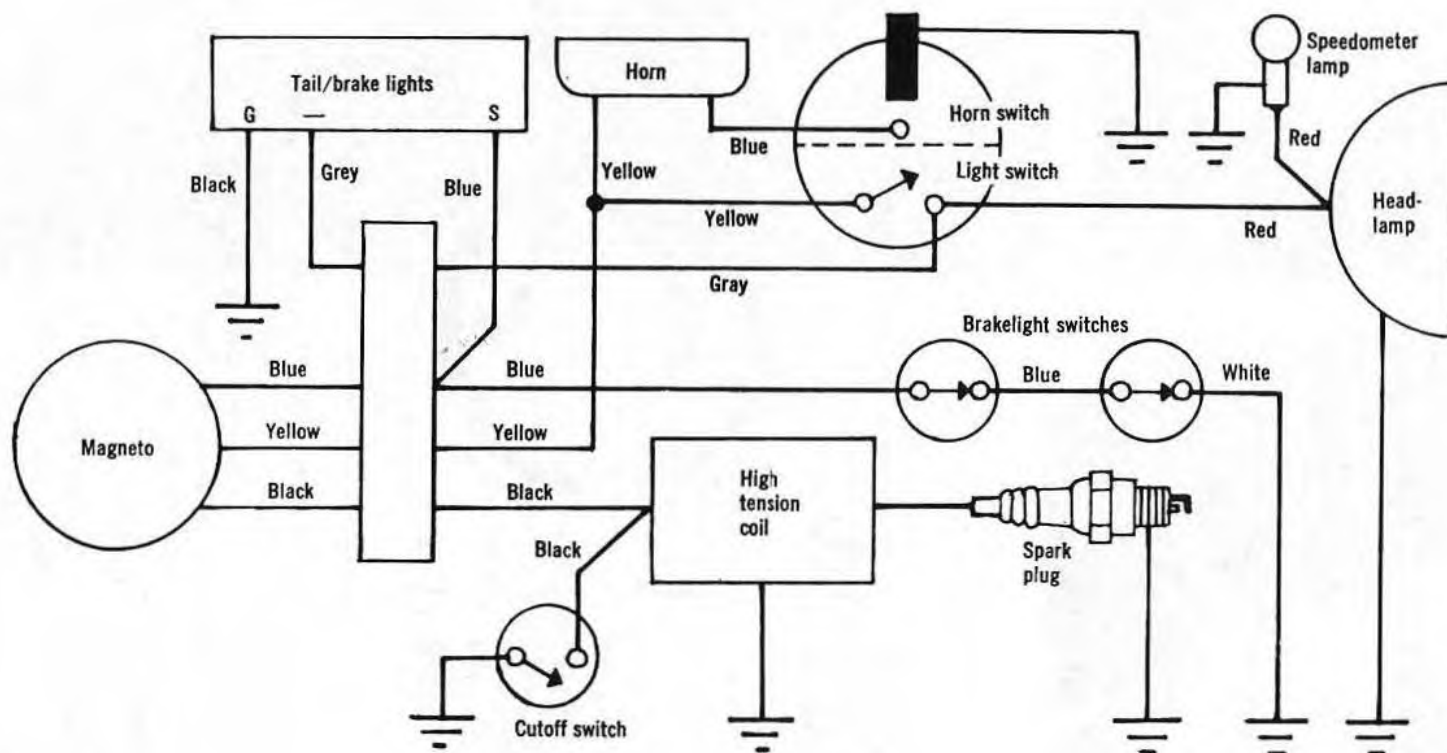 Tail/brake lights
G
—
S
Horn
Speedometer
lamp
Horn switch
Light switch
Blue
Red
Black
Grey
Blue
Yellow
Yellow
Head-
lamp
Red
Gray
Brakelight switches
Blue
Blue
Blue
White
Magneto
Yellow
Yellow
Black
Black
High
tension
coil
Black
Spark
plug
Cutoff switch